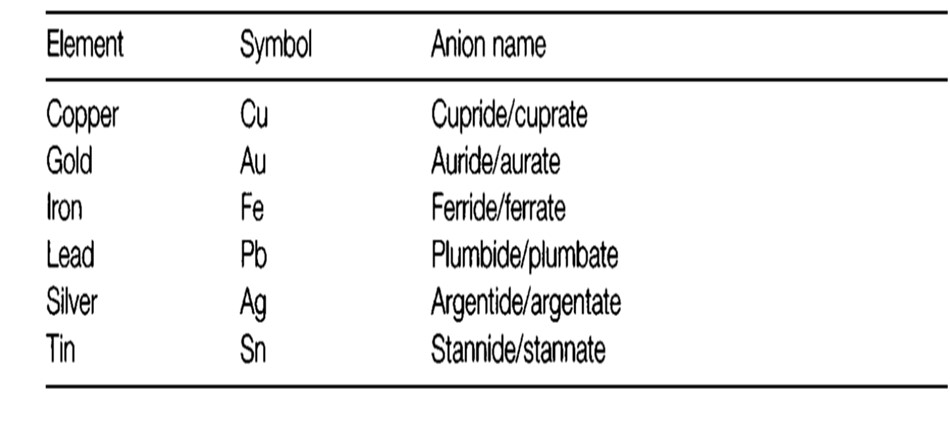 Element Symbol Anion name
Copper Cu Cupride/cuprate
Gold Au Auride/aurate
Iron Fe Ferride/ferrate
Lead Pb Plumbide/plumbate
Silver Ag Argentide/argentate
Tin Sn Stannide/stannate